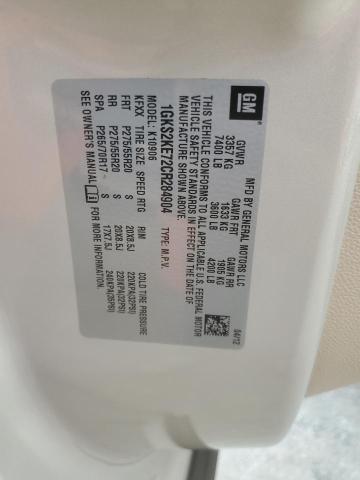 GM
MFD BY GENERAL MOTORS LLC
GVWR GAWR FRT GAWR RR
3357 KG 1633 KG 1905 KG
7400 LB 3600 LB 4200 LB
04/12
THIS VEHICLE CONFORMS TO ALL APPLICABLE U.S. FEDERAL MOTOR
VEHICLE SAFETY STANDARDS IN EFFECT ON THE DATE OF
MANUFACTURE SHOWN ABOVE.
1GKS2KE72CR284904 TYPE: M.P.V.
MODEL: K10906
KFXX TIRE SIZE SPEED RTG RIM COLD TIRE PRESSURE
FRT P275/55R20 S 20X8.5J 220KPA(32PSI)
RR P275/55R20 S 20X8.5J 220KPA(32PSI)
SPA P265/70R17 S 17X7.5J 240KPA(35PSI)
SEE OWNER'S MANUAL